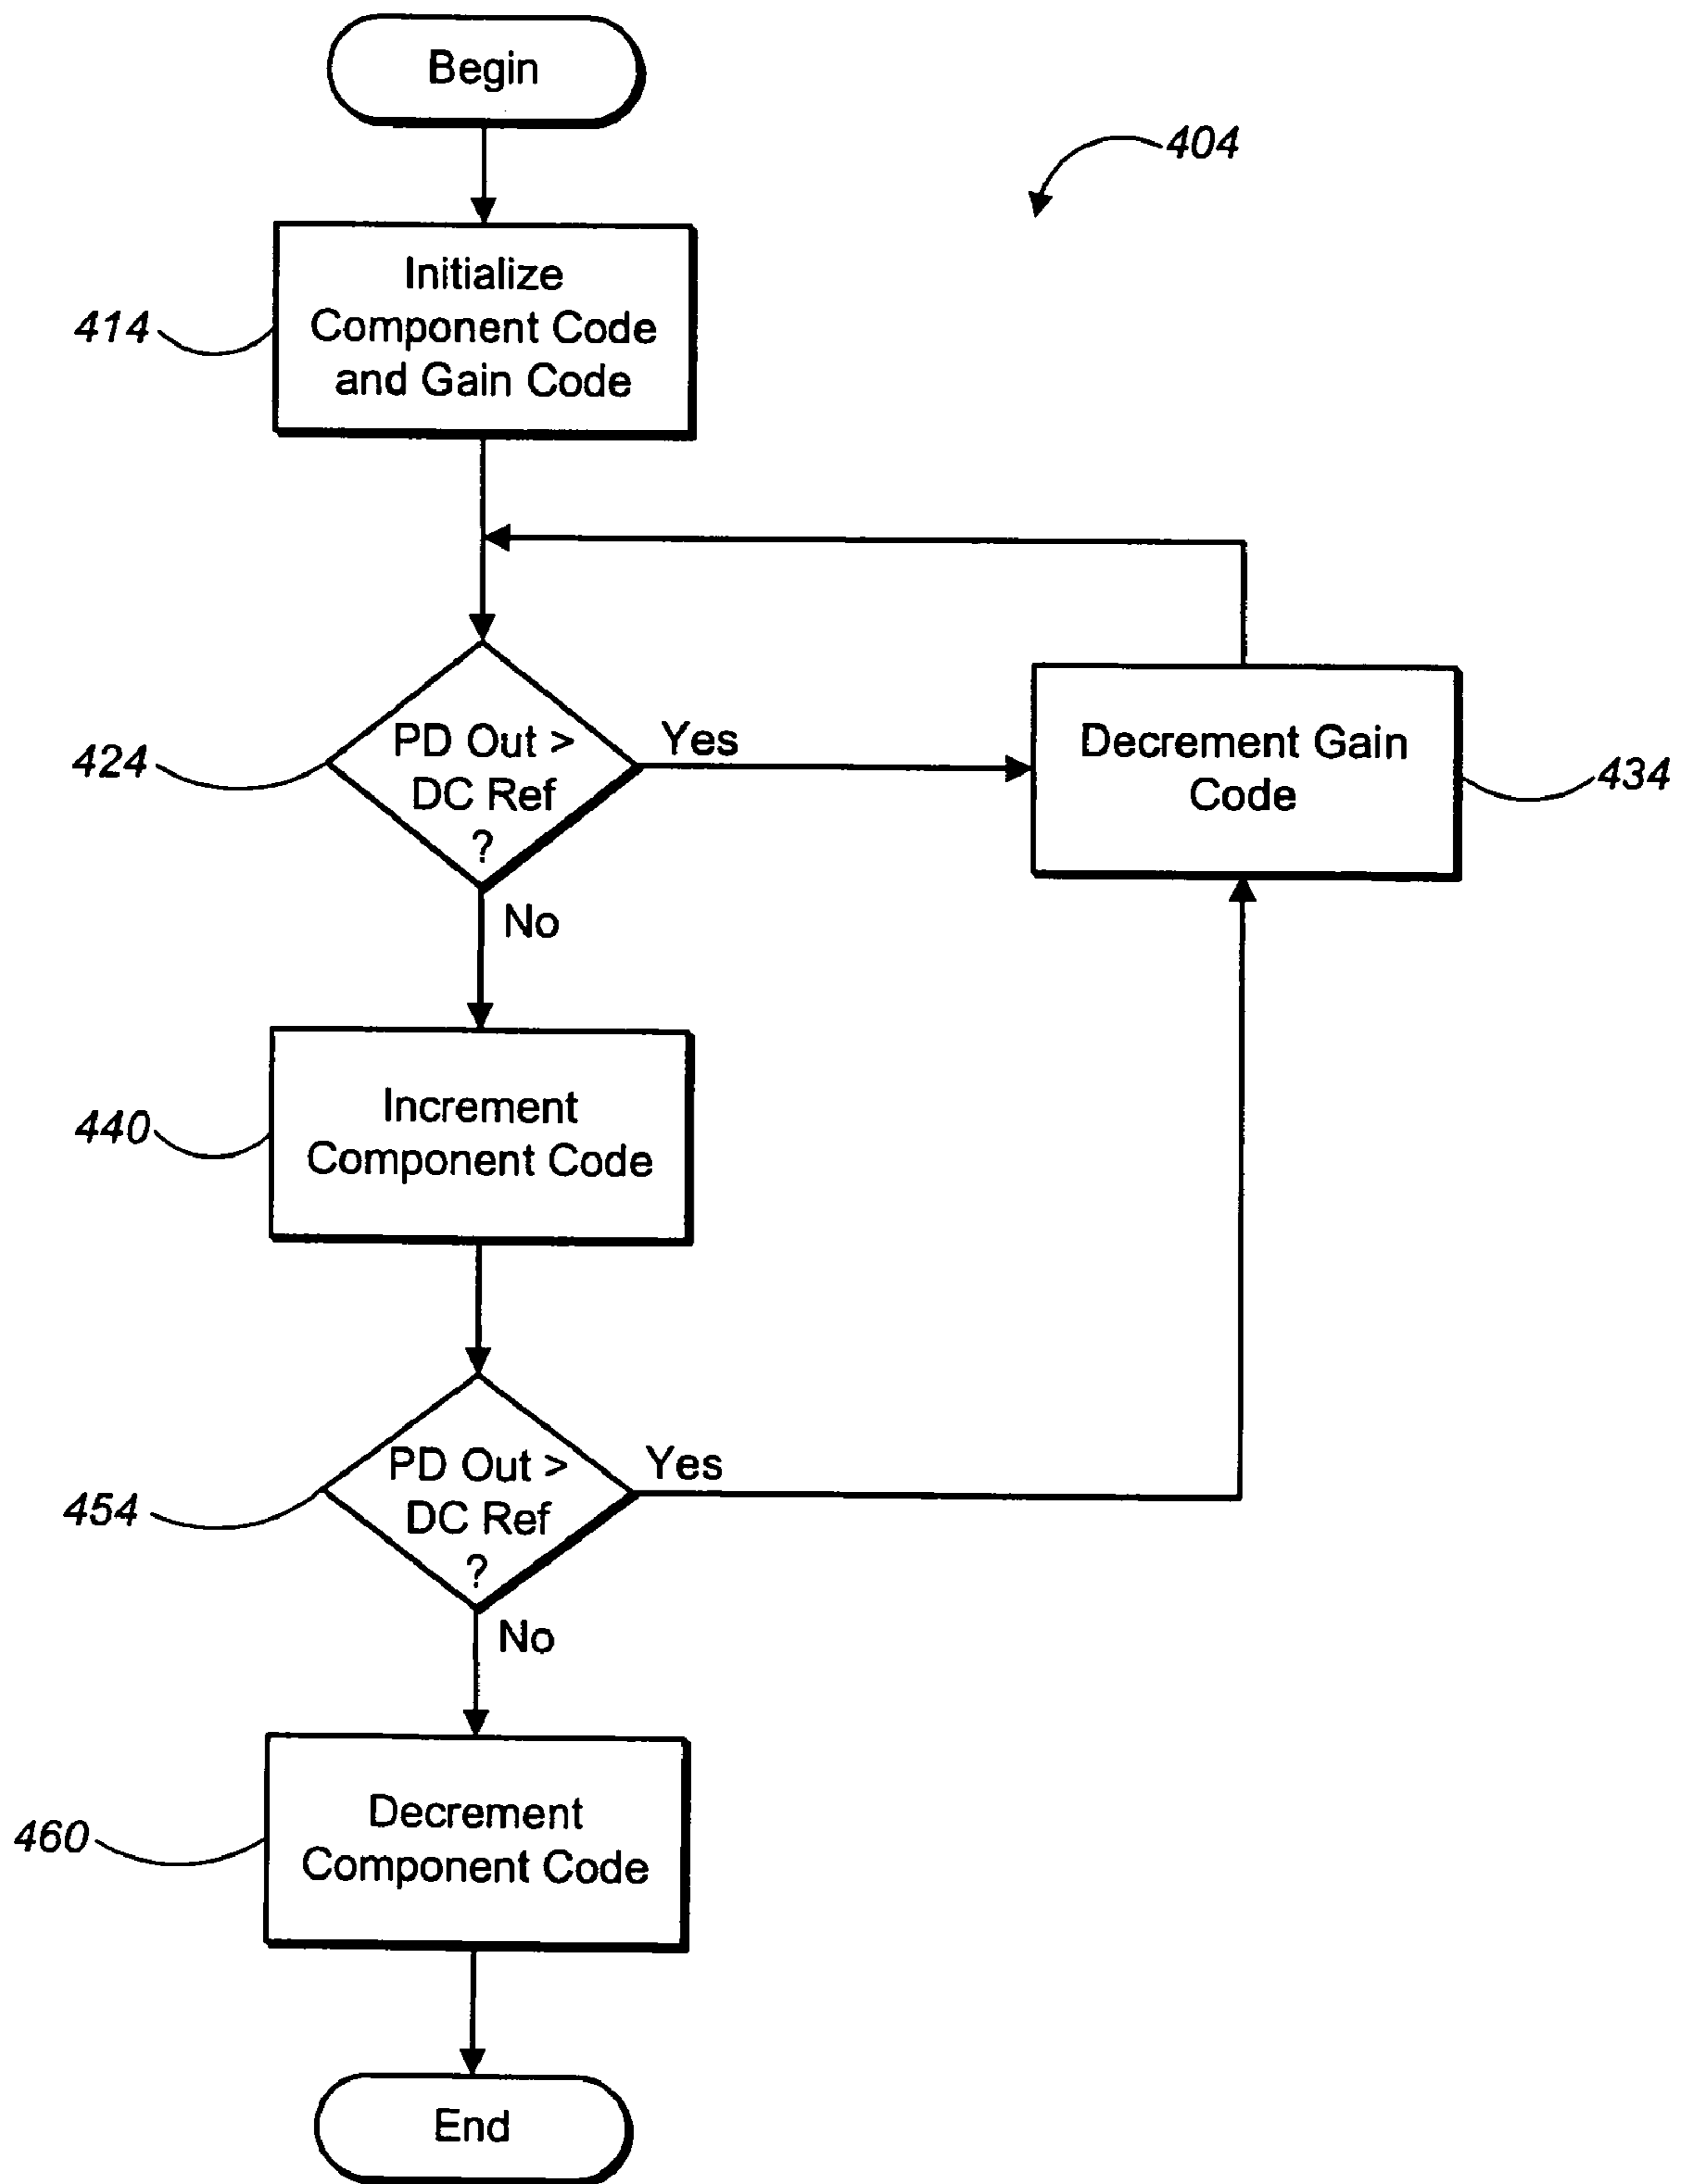 Begin
404
Initialize
Component Code
and Gain Code
414
PD Out >
DC Ref
?
Yes
424
Decrement Gain
Code
434
No
Increment
Component Code
440
PD Out >
DC Ref
?
Yes
454
No
Decrement
Component Code
460
End